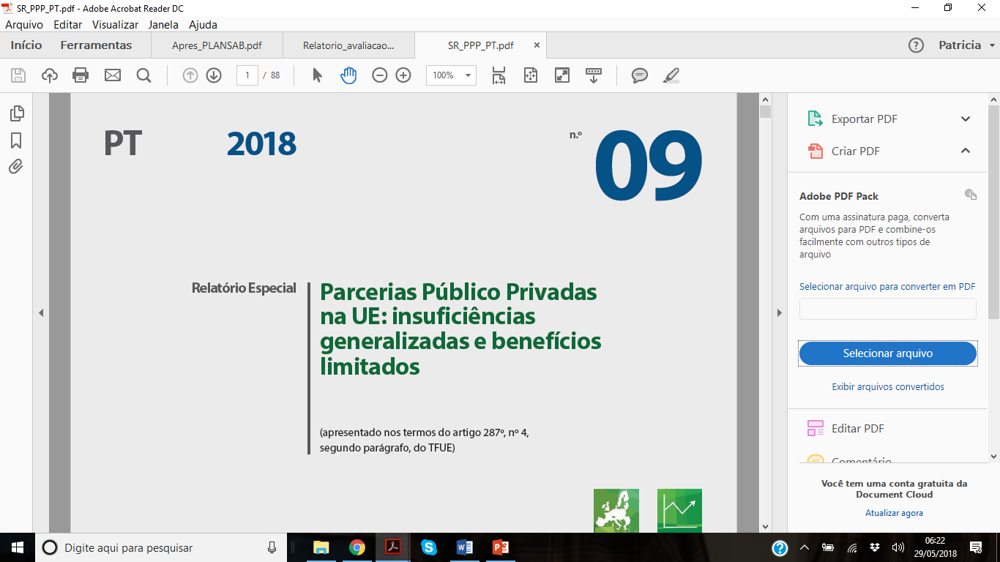 SR_PPP_PT.pdf - Adobe Acrobat Reader DC
Arquivo Editar Visualizar Janela Ajuda
Início Ferramentas Apres_PLANSAB.pdf Relatorio_avaliacao... SR_PPP_PT.pdf × ? Patricia
1 / 88 100%
PT 2018 n.º 09
Relatório Especial
Parcerias Público Privadas
na UE: insuficiências
generalizadas e benefícios
limitados
(apresentado nos termos do artigo 287º, nº 4,
segundo parágrafo, do TFUE)
Exportar PDF
Criar PDF
Adobe PDF Pack
Com uma assinatura paga, converta
arquivos para PDF e combine-os
facilmente com outros tipos de
arquivo
Selecionar arquivo para converter em PDF
Selecionar arquivo
Exibir arquivos convertidos
Editar PDF
Comentário
Você tem uma conta gratuita da
Document Cloud
Atualizar agora
Digite aqui para pesquisar
06:22
29/05/2018